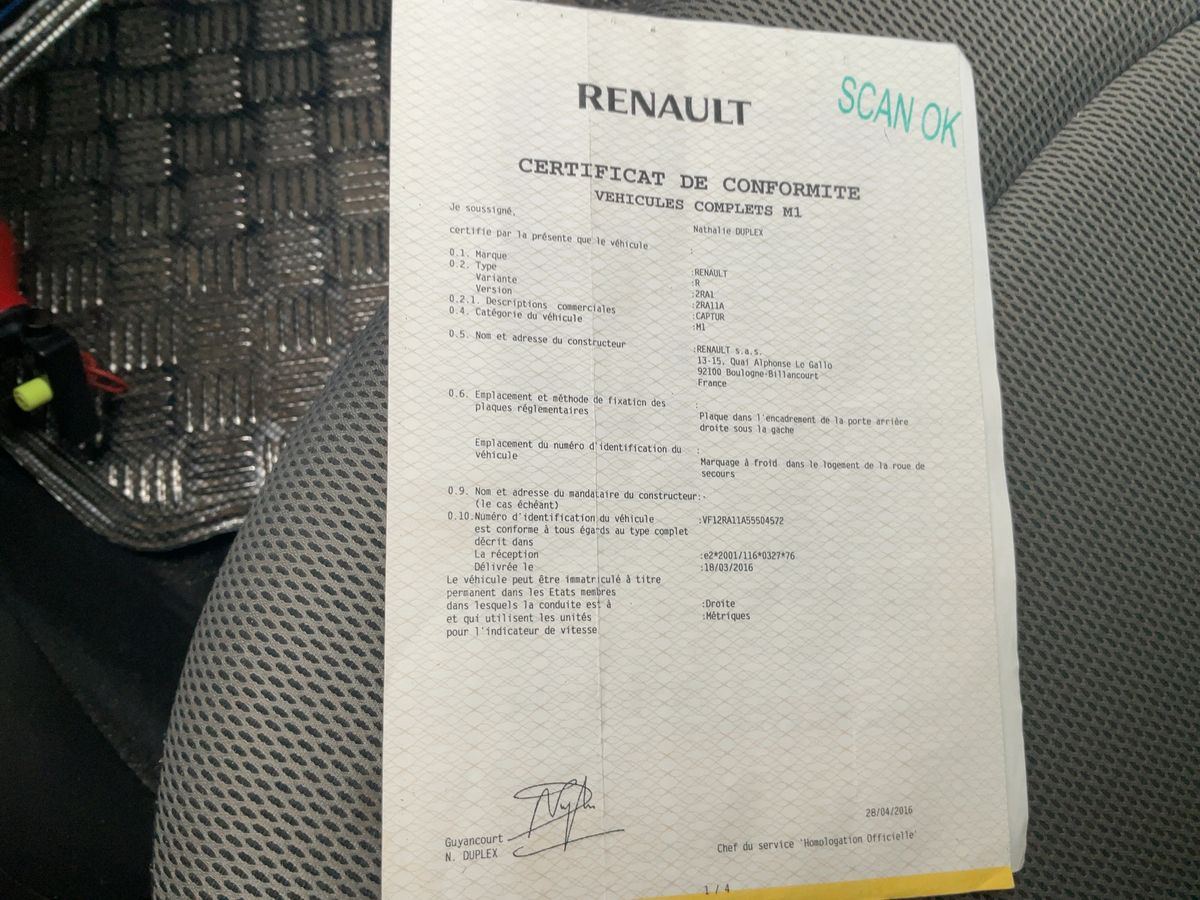 RENAULT
SCAN OK
CERTIFICAT DE CONFORMITE
VEHICULES COMPLETS M1
Je soussigné,
Nathalie DUPLEX
certifie par la présente que le véhicule :
0.1. Marque :RENAULT
0.2. Type :R
Variante :2RA1
Version :2RA11A
0.2.1. Descriptions commerciales :CAPTUR
0.4. Catégorie du véhicule :M1
0.5. Nom et adresse du constructeur :RENAULT s.a.s.
13-15, Quai Alphonse Le Gallo
92100 Boulogne-Billancourt
France
0.6. Emplacement et méthode de fixation des :
plaques réglementaires
Plaque dans l'encadrement de la porte arrière
droite sous la gache
Emplacement du numéro d'identification du :
véhicule
Marquage à froid dans le logement de la roue de
secours
0.9. Nom et adresse du mandataire du constructeur:-
(le cas échéant)
0.10.Numéro d'identification du véhicule :VF12RA11A55504572
est conforme à tous égards au type complet
décrit dans
La réception :e2*2001/116*0327*76
Délivrée le :18/03/2016
Le véhicule peut être immatriculé à titre
permanent dans les Etats membres
dans lesquels la conduite est à :Droite
et qui utilisent les unités :Métriques
pour l'indicateur de vitesse
28/04/2016
Guyancourt
N. DUPLEX
Chef du service 'Homologation Officielle'
1 / 4